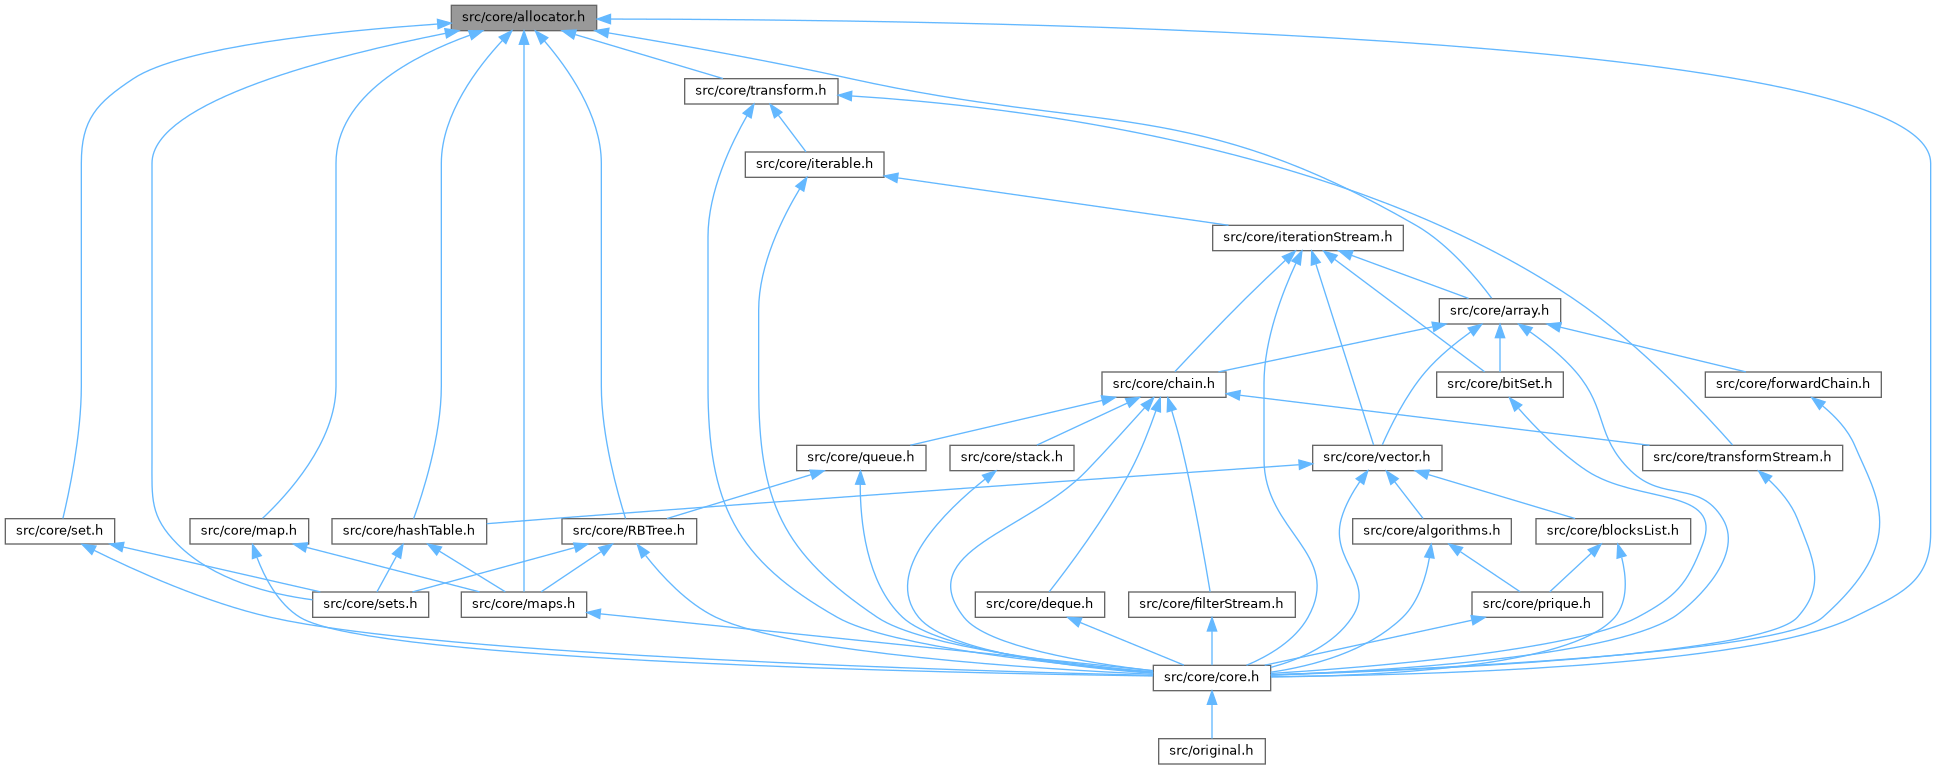 src/core/allocator.h
src/core/transform.h
src/core/iterable.h
src/core/iterationStream.h
src/core/array.h
src/core/chain.h
src/core/bitSet.h
src/core/forwardChain.h
src/core/queue.h
src/core/stack.h
src/core/vector.h
src/core/transformStream.h
src/core/set.h
src/core/map.h
src/core/hashTable.h
src/core/RBTree.h
src/core/algorithms.h
src/core/blocksList.h
src/core/sets.h
src/core/maps.h
src/core/deque.h
src/core/filterStream.h
src/core/prique.h
src/core/core.h
src/original.h